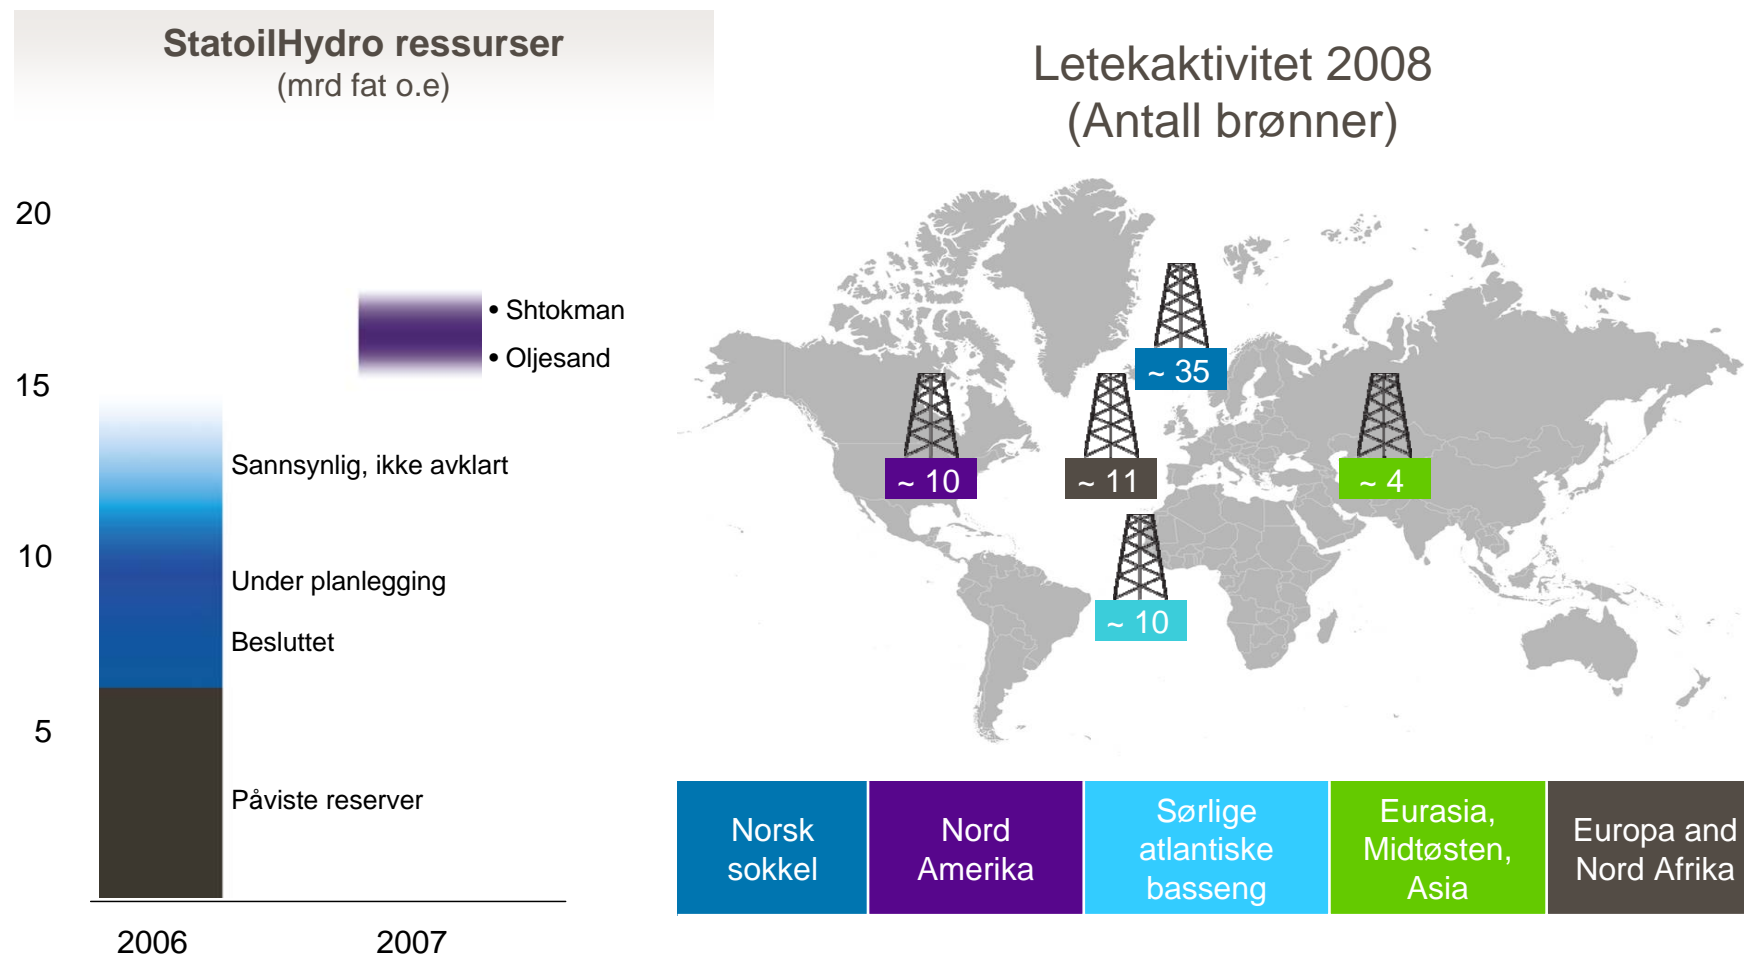 StatoilHydro ressurser
(mrd fat o.e)
20
15
10
5
• Shtokman
• Oljesand
Sannsynlig, ikke avklart
Under planlegging
Besluttet
Påviste reserver
2006
2007
Letekaktivitet 2008
(Antall brønner)
~ 35
~ 10
~ 11
~ 4
~ 10
Norsk
sokkel
Nord
Amerika
Sørlige
atlantiske
basseng
Eurasia,
Midtøsten,
Asia
Europa and
Nord Afrika